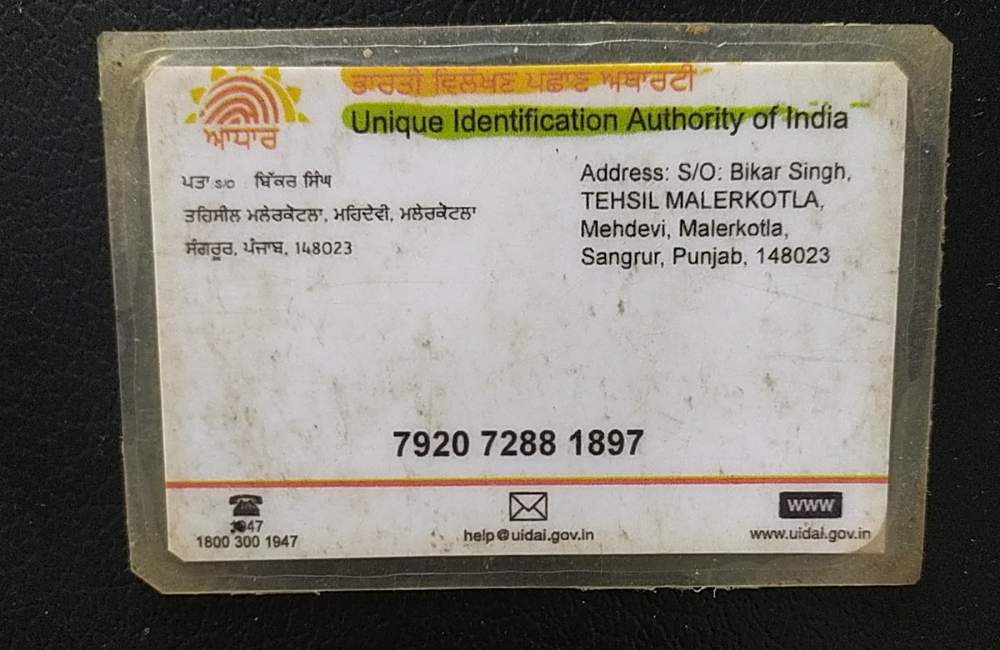 ਭਾਰਤੀ ਵਿਲੱਖਣ ਪਛਾਣ ਅਥਾਰਟੀ
Unique Identification Authority of India
ਆਧਾਰ
ਪਤਾ S/O ਬਿੱਕਰ ਸਿੰਘ
ਤਹਿਸੀਲ ਮਲੇਰਕੋਟਲਾ, ਮਹਿਦੇਵੀ, ਮਲੇਰਕੋਟਲਾ
ਸੰਗਰੂਰ, ਪੰਜਾਬ, 148023
Address: S/O: Bikar Singh,
TEHSIL MALERKOTLA,
Mehdevi, Malerkotla,
Sangrur, Punjab, 148023
7920 7288 1897
1800 300 1947
help@uidai.gov.in
WWW
www.uidai.gov.in